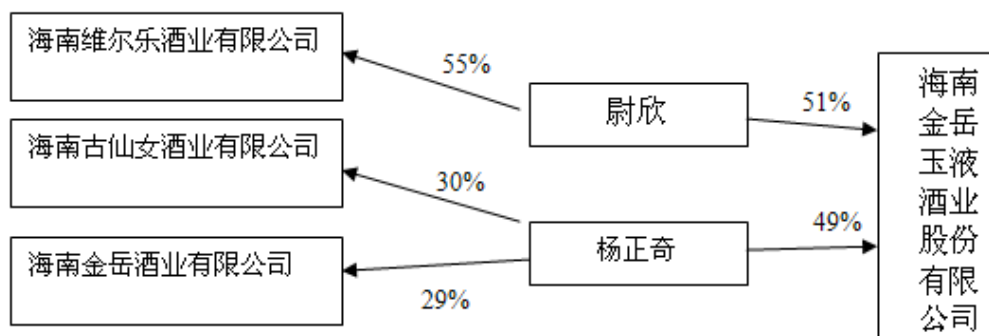 海南维尔乐酒业有限公司
55%
尉欣
51%
海南
金岳
玉液
酒业
股份
有限
公司
海南古仙女酒业有限公司
30%
杨正奇
49%
海南金岳酒业有限公司
29%